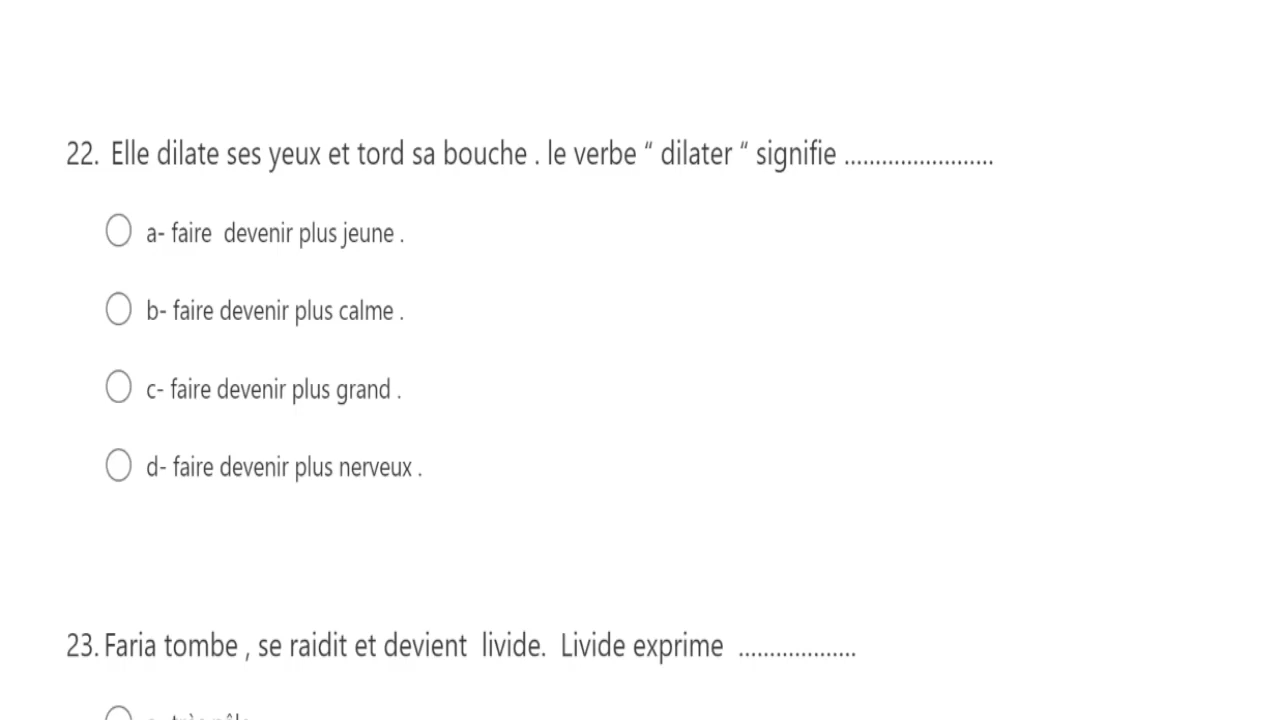 22. Elle dilate ses yeux et tord sa bouche . le verbe “ dilater “ signifie ........................
a- faire  devenir plus jeune .
b- faire devenir plus calme .
c- faire devenir plus grand .
d- faire devenir plus nerveux .
23. Faria tombe , se raidit et devient  livide.  Livide exprime  ...................